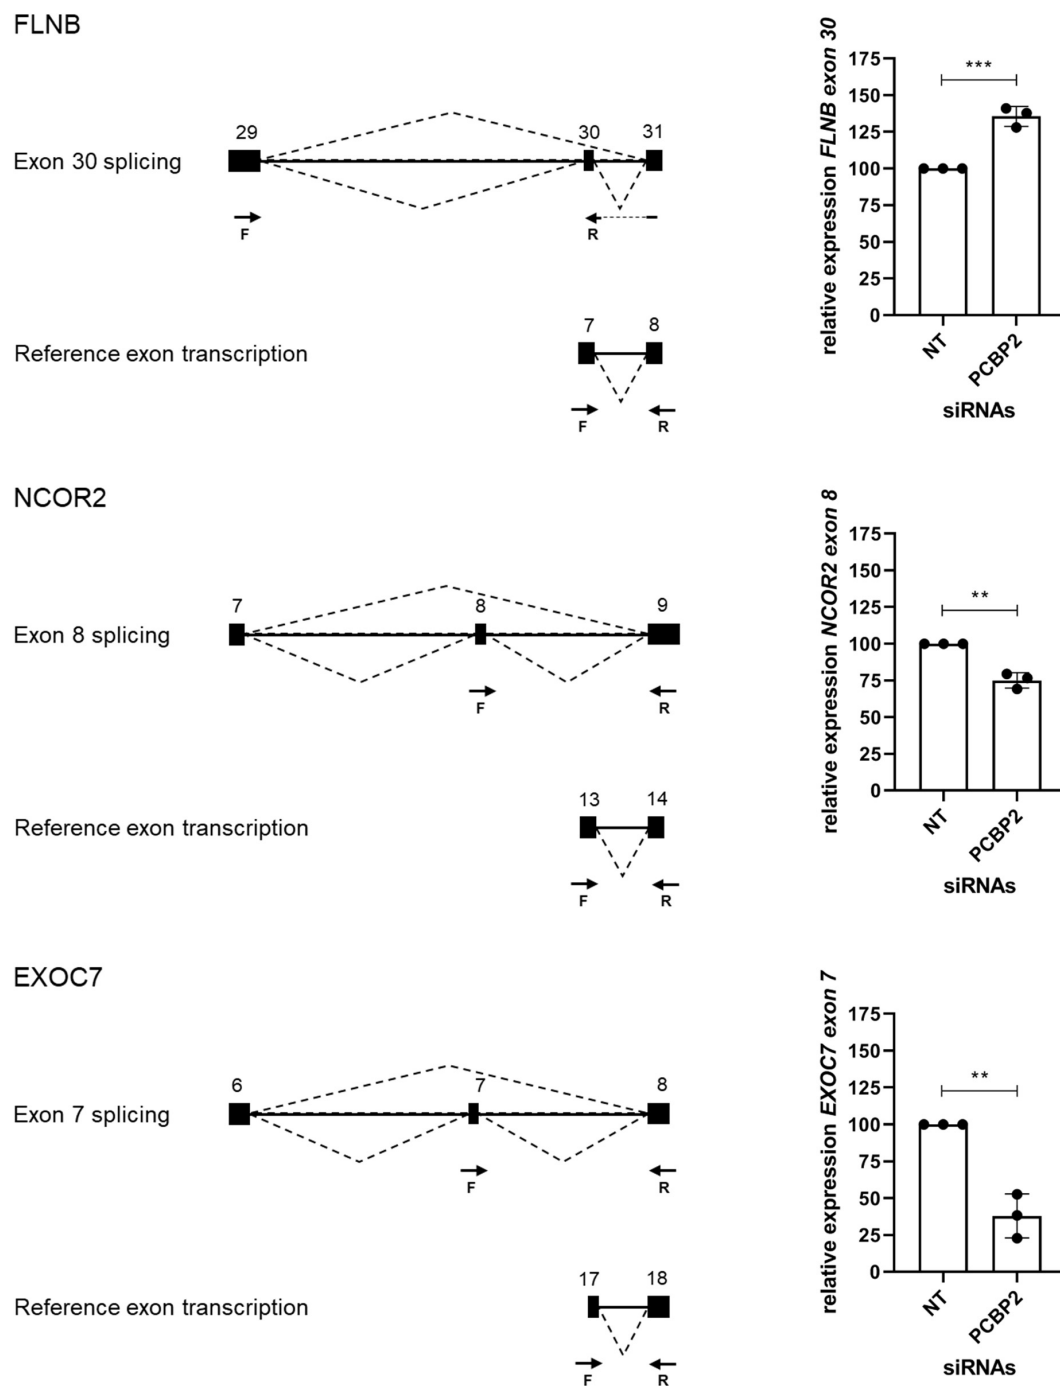 FLNB
Exon 30 splicing
29 30 31
F R
Reference exon transcription
7 8
F R
relative expression FLNB exon 30
175
150
125
100
75
50
25
0
***
NT PCBP2
siRNAs
NCOR2
Exon 8 splicing
7 8 9
F R
Reference exon transcription
13 14
F R
relative expression NCOR2 exon 8
175
150
125
100
75
50
25
0
**
NT PCBP2
siRNAs
EXOC7
Exon 7 splicing
6 7 8
F R
Reference exon transcription
17 18
F R
relative expression EXOC7 exon 7
175
150
125
100
75
50
25
0
**
NT PCBP2
siRNAs